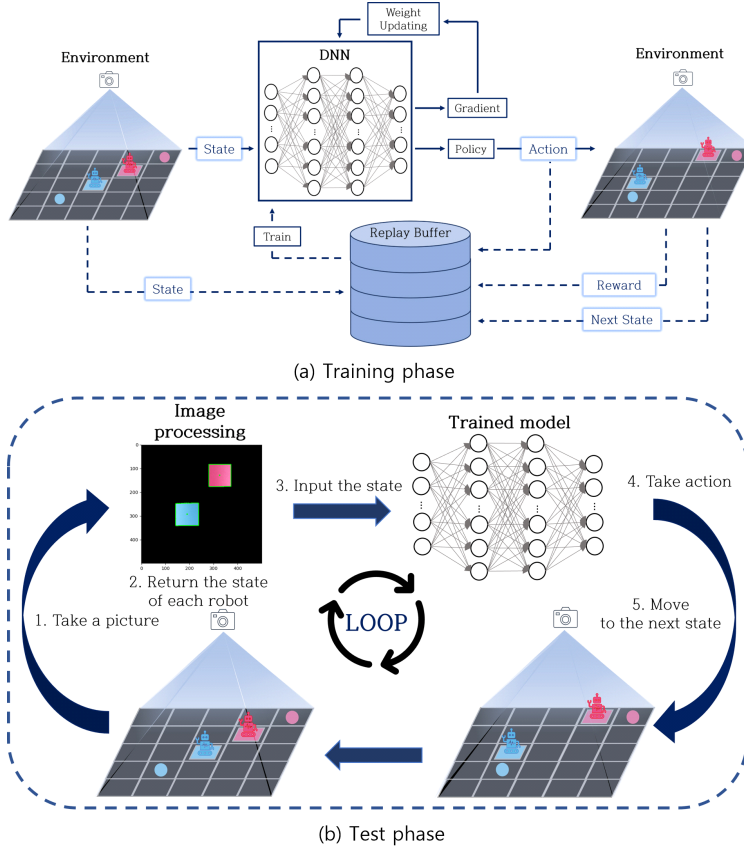 Weight
Updating
Environment
DNN
Environment
Gradient
State
Policy
Action
Train
Replay Buffer
State
Reward
Next State
(a) Training phase
Image
processing
Trained model
0
100
200
300
400
0
100
200
300
400
3. Input the state
4. Take action
2. Return the state
of each robot
1. Take a picture
LOOP
5. Move
to the next state
(b) Test phase